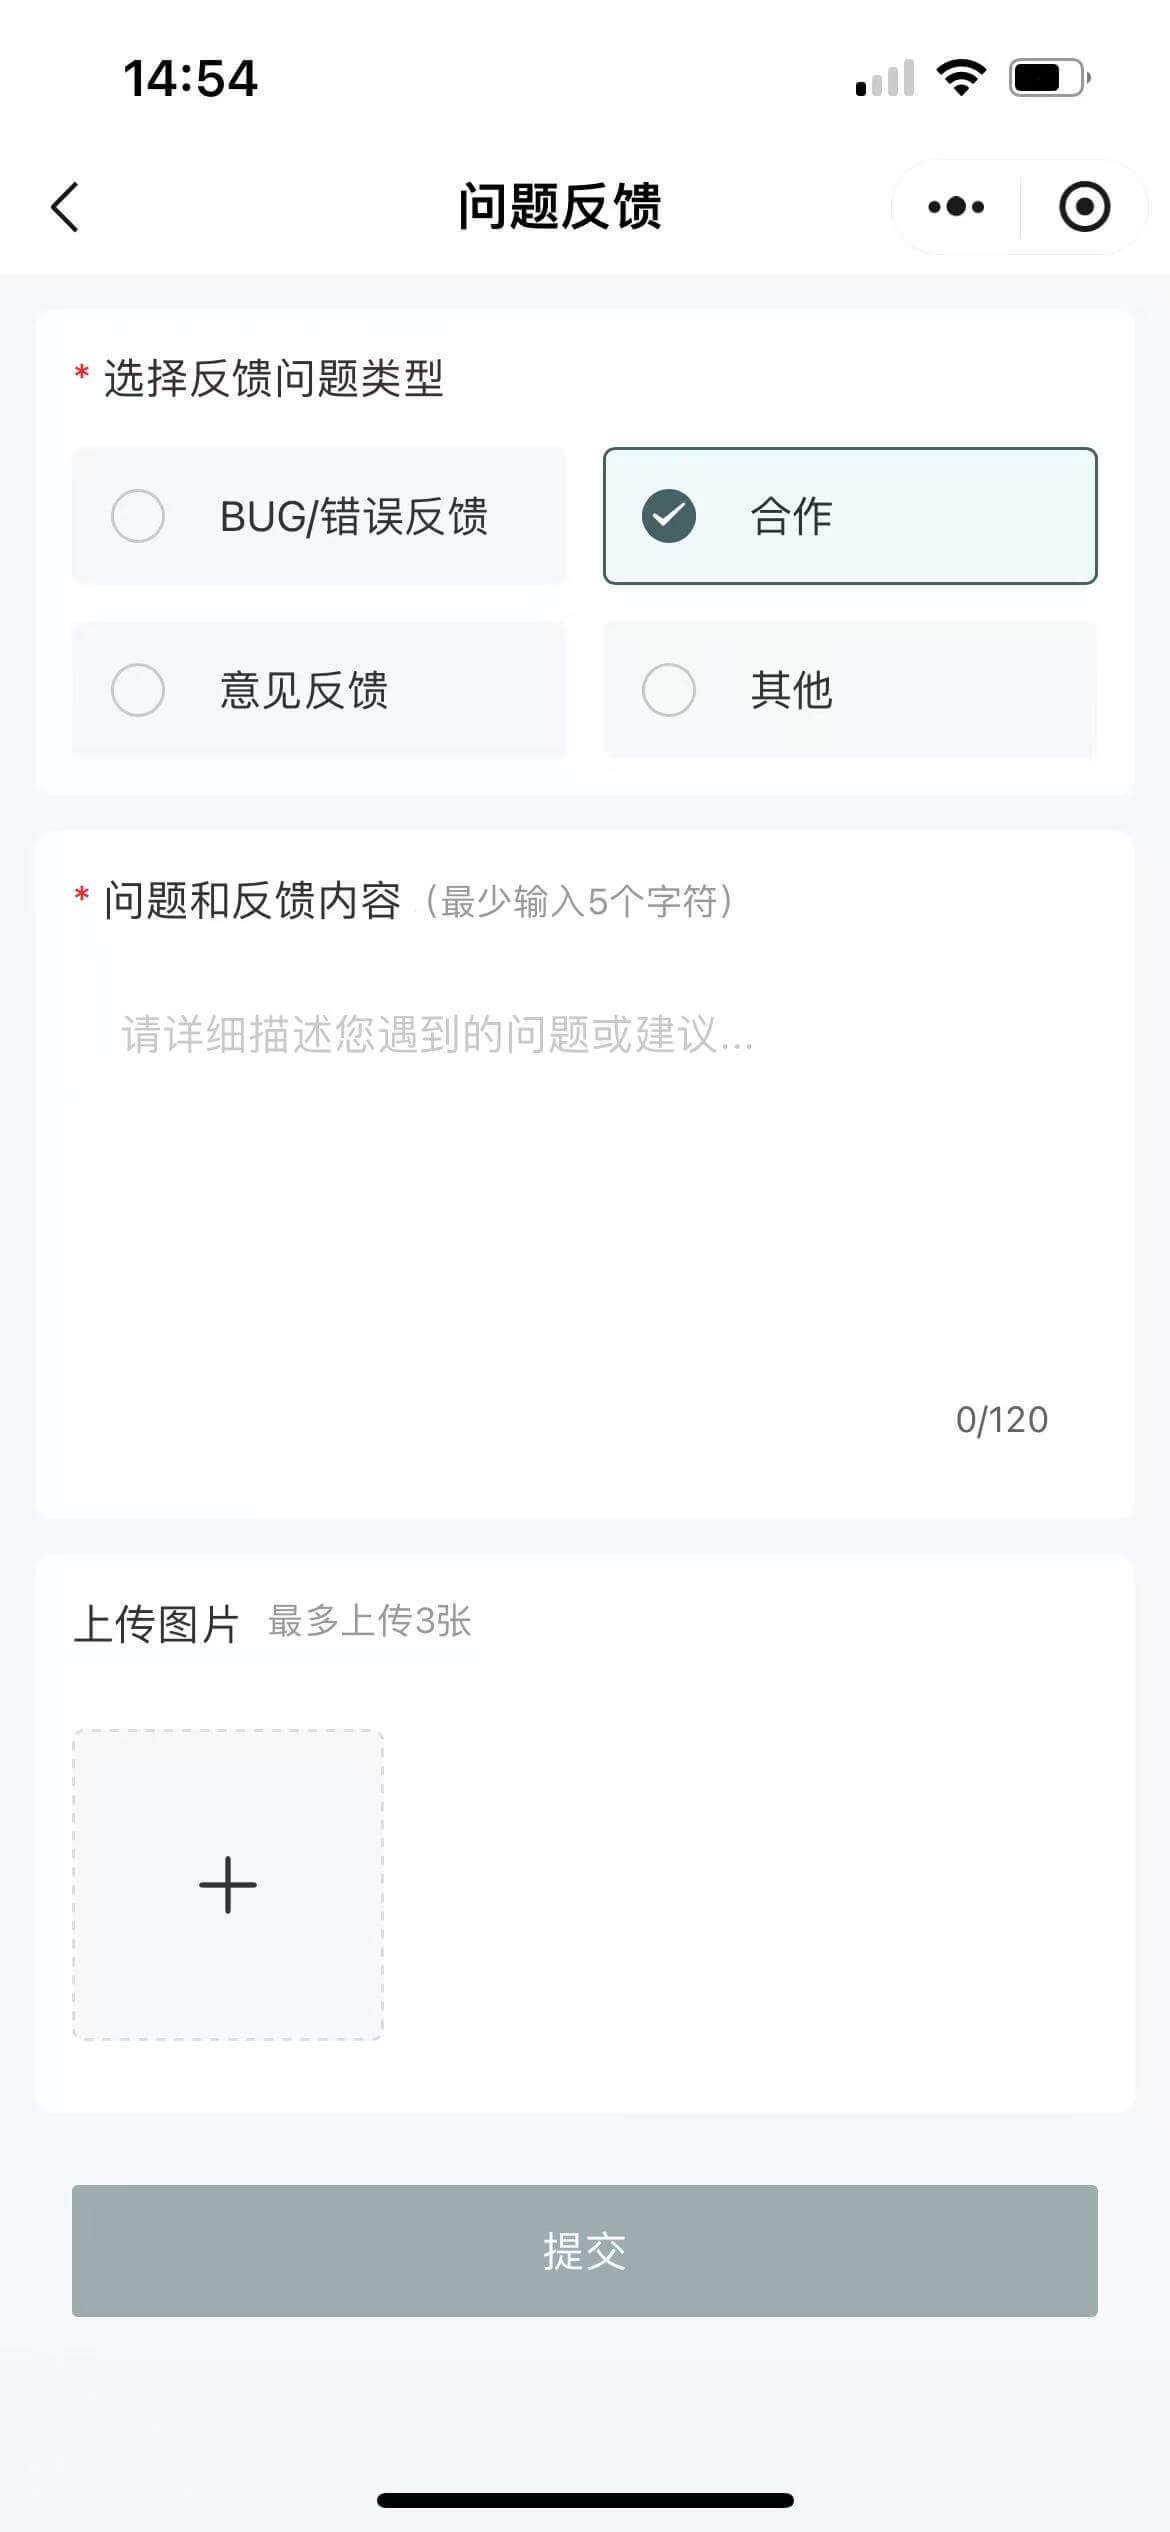 14:54
问题反馈
* 选择反馈问题类型
BUG/错误反馈
合作
意见反馈
其他
* 问题和反馈内容（最少输入5个字符）
请详细描述您遇到的问题或建议...
0/120
上传图片 最多上传3张
提交